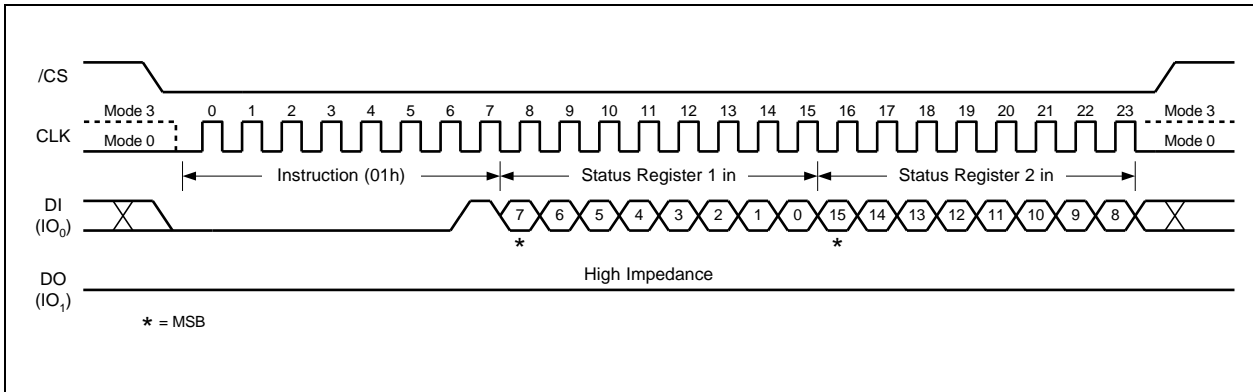 /CS
Mode 3 0 1 2 3 4 5 6 7 8 9 10 11 12 13 14 15 16 17 18 19 20 21 22 23 Mode 3
CLK
Mode 0 Mode 0
Instruction (01h) Status Register 1 in Status Register 2 in
DI
(IO0)
7 6 5 4 3 2 1 0 15 14 13 12 11 10 9 8
* *
High Impedance
DO
(IO1)
* = MSB